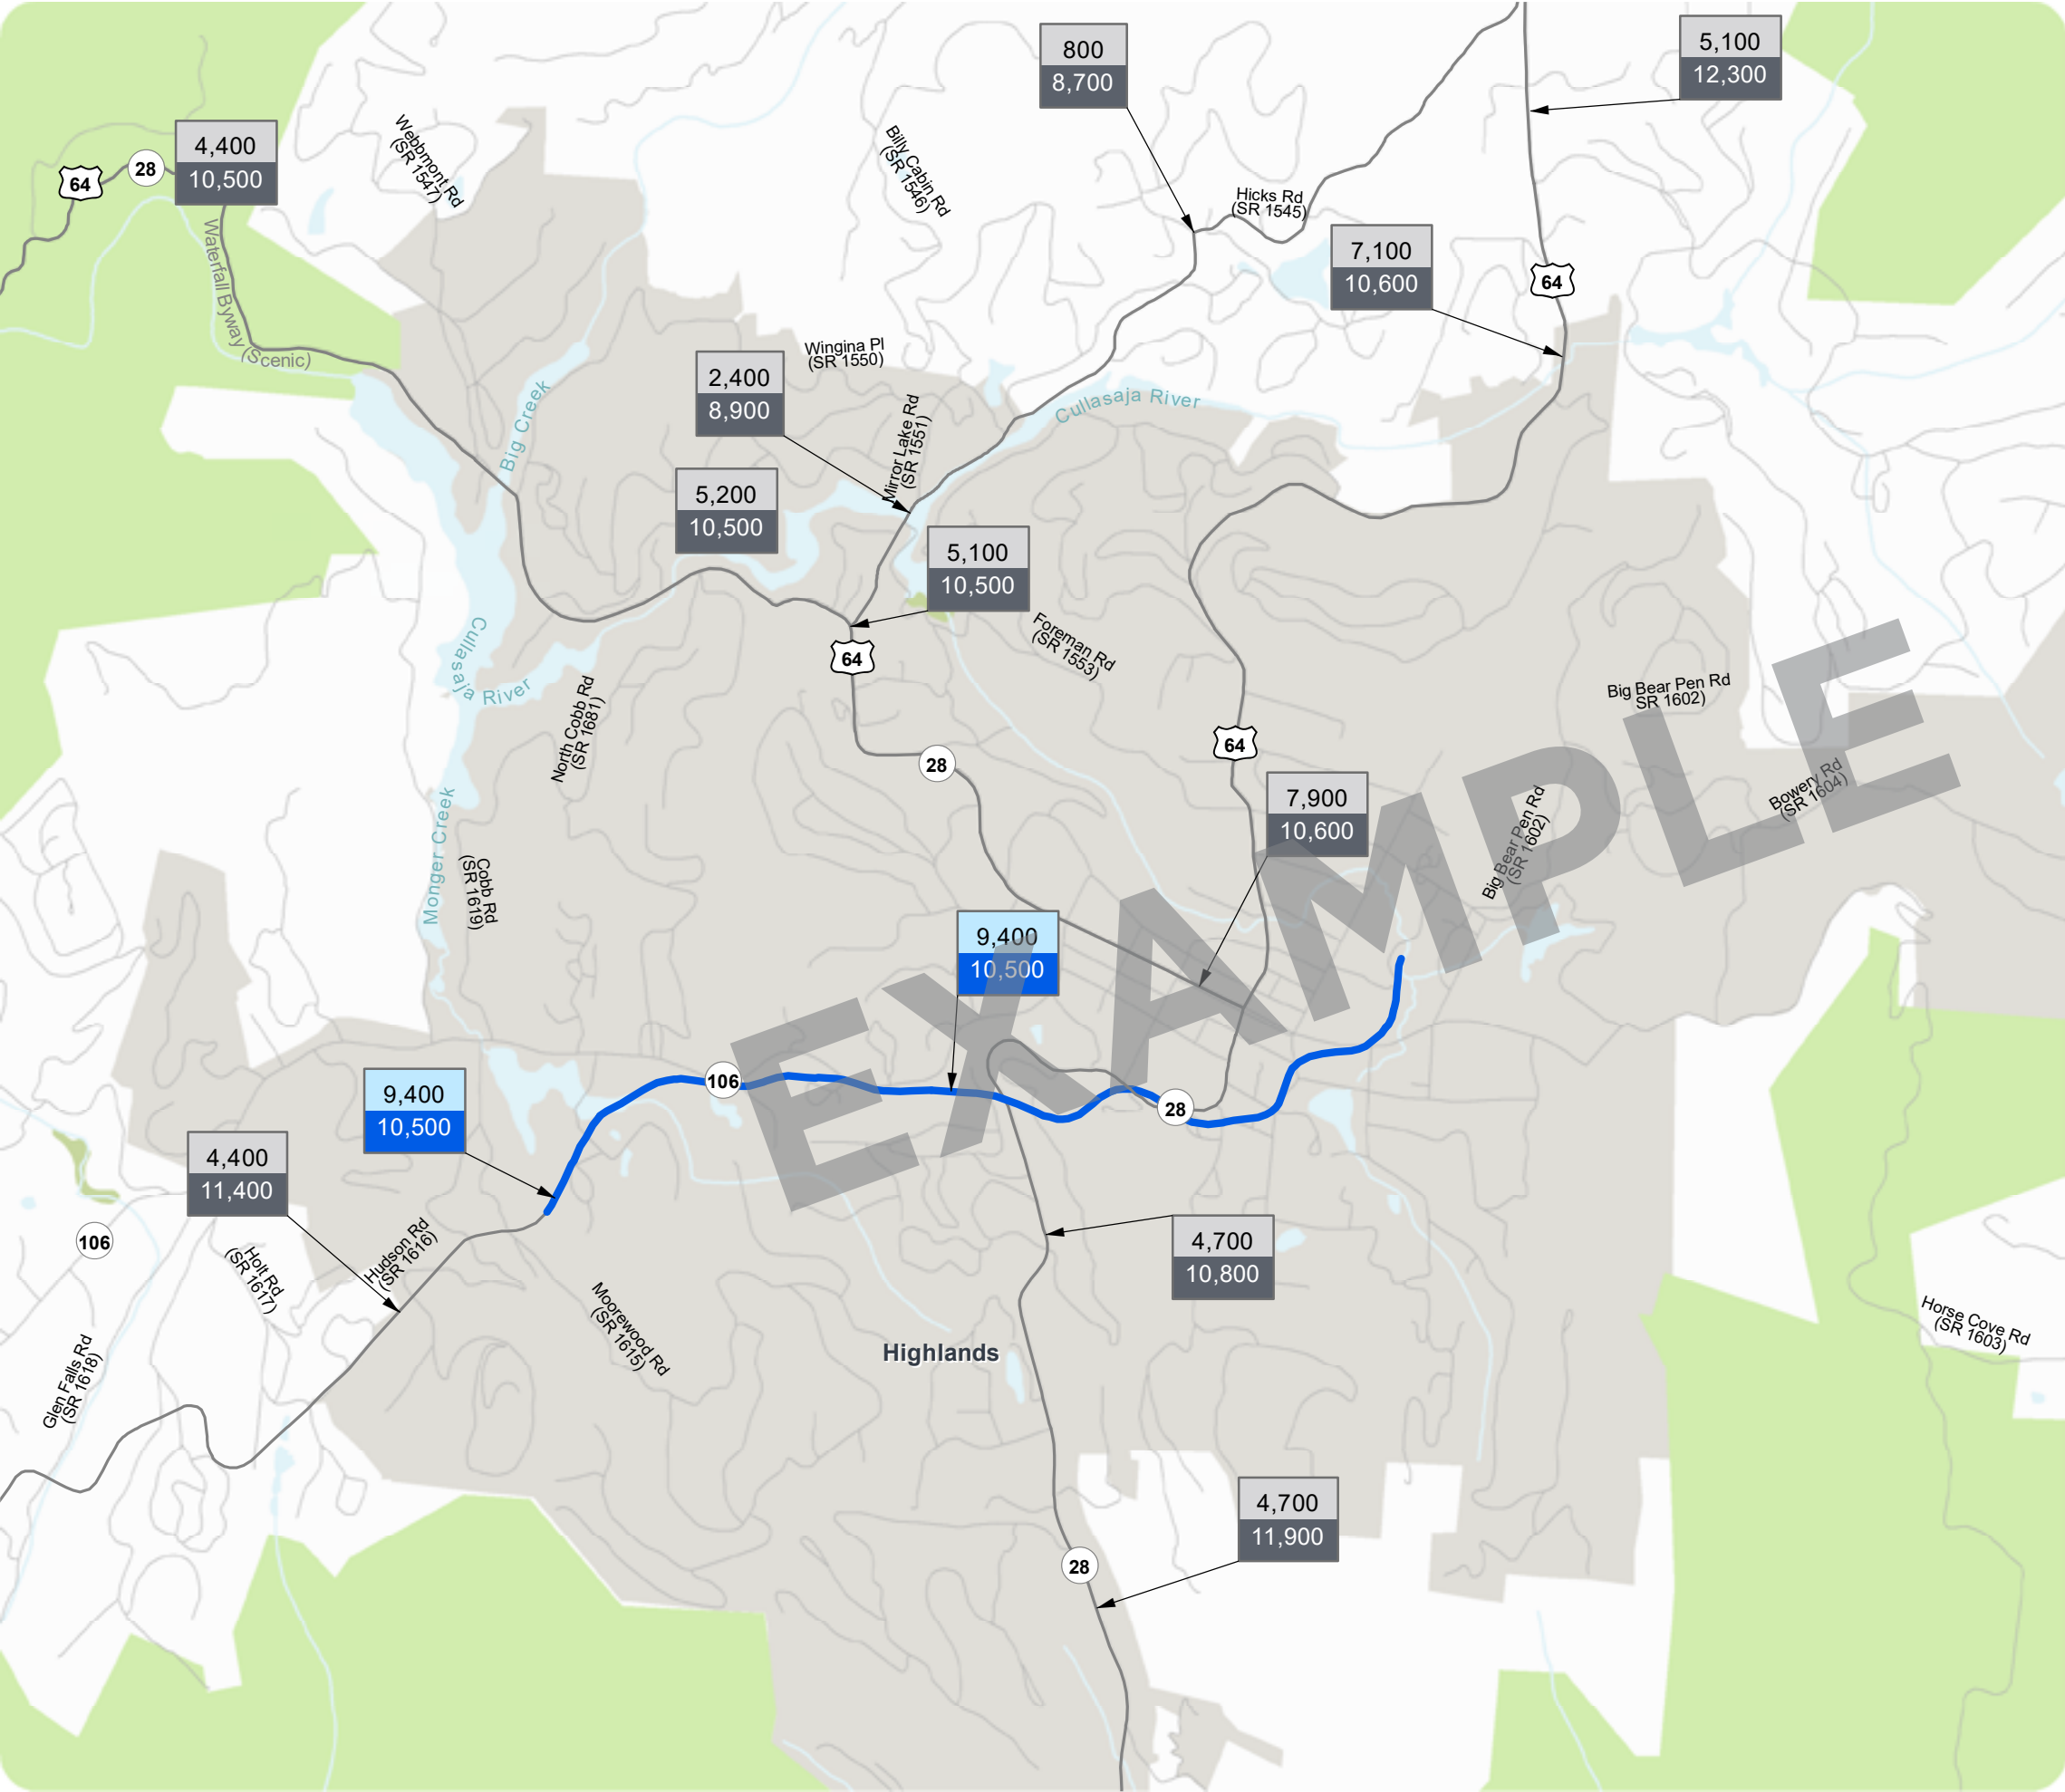 800
8,700
5,100
12,300
4,400
10,500
64
28
Webbmont Rd
(SR 1547)
Billy Cabin Rd
(SR 1546)
Hicks Rd
(SR 1545)
7,100
10,600
64
Waterfall Byway (Scenic)
Wingina Pl
(SR 1550)
2,400
8,900
Mirror Lake Rd
(SR 1551)
Cullasaja River
Big Creek
5,200
10,500
5,100
10,500
64
Foreman Rd
(SR 1553)
Cullasaja River
North Cobb Rd
(SR 1681)
Big Bear Pen Rd
SR 1602)
28
64
7,900
10,600
Bowery Rd
(SR 1604)
Big Bear Pen Rd
(SR 1602)
Monger Creek
Cobb Rd
(SR 1619)
9,400
10,500
EXAMPLE
106
28
9,400
10,500
4,400
11,400
106
Holt Rd
(SR 1617)
Hudson Rd
(SR 1616)
4,700
10,800
Moorewood Rd
(SR 1615)
Highlands
Horse Cove Rd
(SR 1603)
Glen Falls Rd
(SR 1618)
4,700
11,900
28